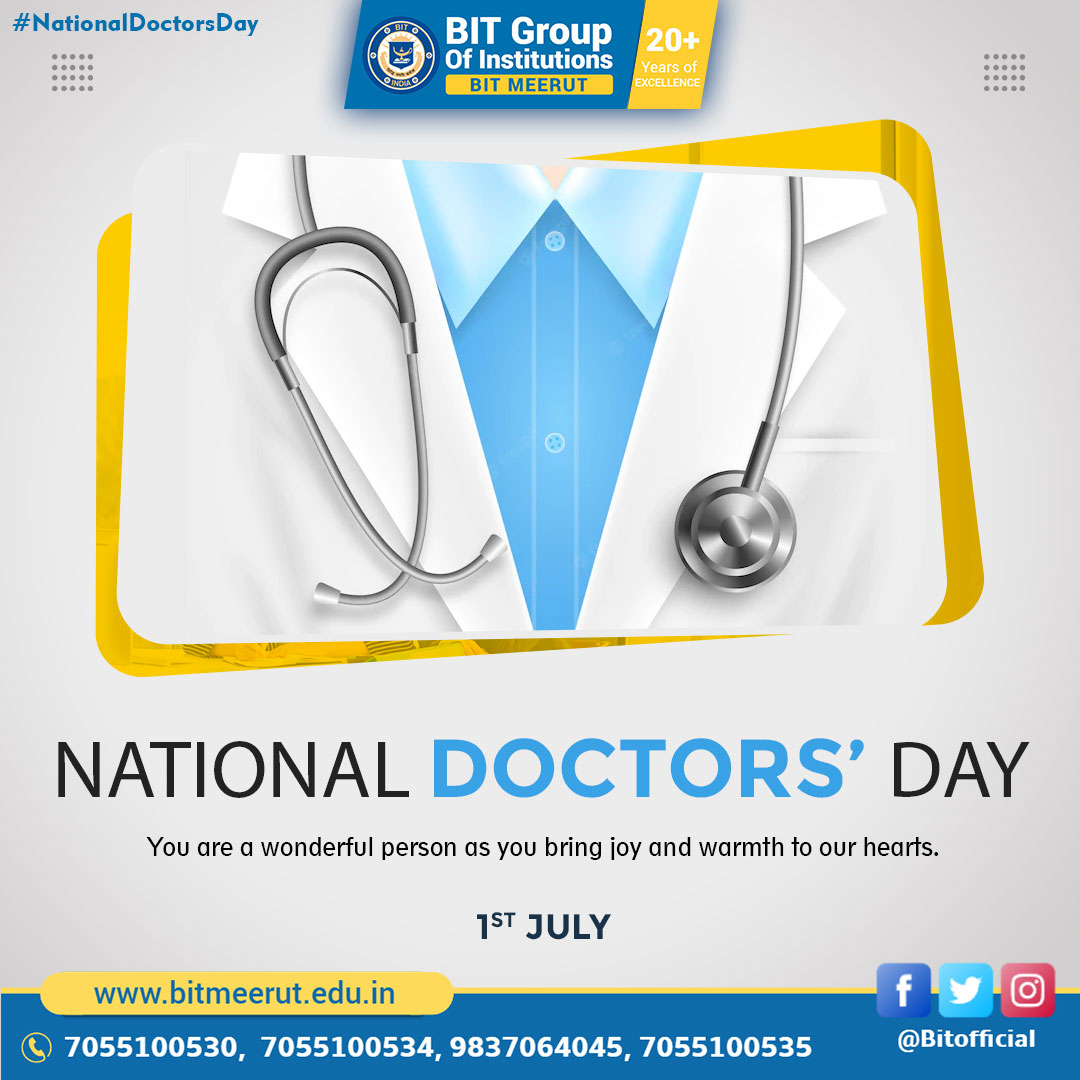 #NationalDoctorsDay
BIT
INDIA
BIT Group
Of Institutions
BIT MEERUT
20+
Years of
EXCELLENCE
NATIONAL DOCTORS’ DAY
You are a wonderful person as you bring joy and warmth to our hearts.
1ST JULY
www.bitmeerut.edu.in
7055100530, 7055100534, 9837064045, 7055100535
@Bitofficial